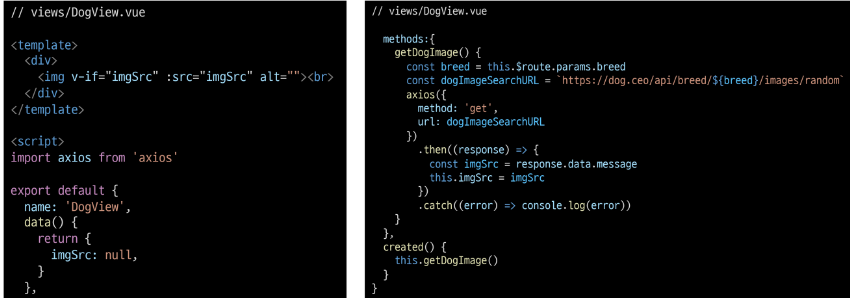 // views/DogView.vue
<template>
  <div>
    <img v-if="imgSrc" :src="imgSrc" alt=""><br>
  </div>
</template>
<script>
import axios from 'axios'
export default {
  name: 'DogView',
  data() {
    return {
      imgSrc: null,
    }
  },
// views/DogView.vue
  methods:{
    getDogImage() {
      const breed = this.$route.params.breed
      const dogImageSearchURL = `https://dog.ceo/api/breed/${breed}/images/random`
      axios({
        method: 'get',
        url: dogImageSearchURL
      })
        .then((response) => {
          const imgSrc = response.data.message
          this.imgSrc = imgSrc
        })
        .catch((error) => console.log(error))
    }
  },
  created() {
    this.getDogImage()
  }
}